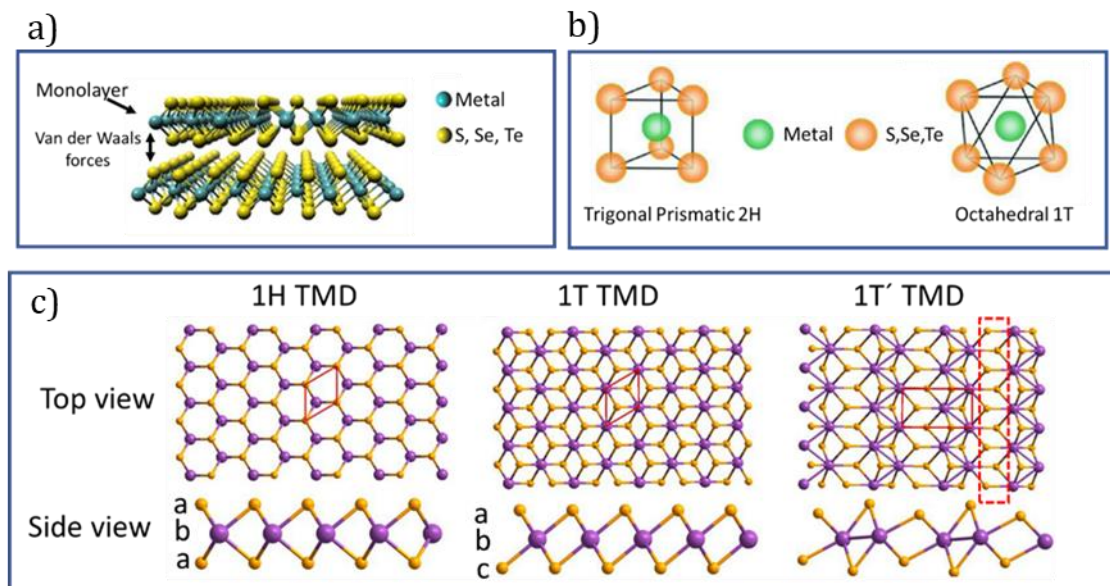 a)
Monolayer
Van der Waals
forces
Metal
S, Se, Te
b)
Metal
S,Se,Te
Trigonal Prismatic 2H
Octahedral 1T
c)
1H TMD
1T TMD
1T´ TMD
Top view
Side view
a
b
a
a
b
c